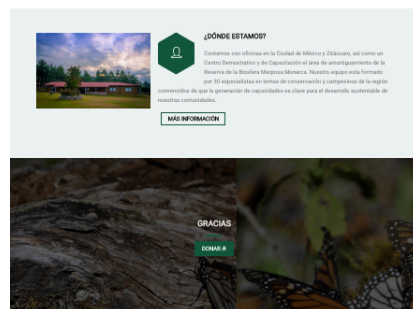 ¿DÓNDE ESTAMOS?
Contamos con oficinas en la Ciudad de México y Zitácuaro, así como un
Centro Demostrativo y de Capacitación el área de amortiguamiento de la
Reserva de la Biosfera Mariposa Monarca. Nuestro equipo esta formado
por 30 especialistas en temas de conservación y campesinos de la región
convencidos de que la generación de capacidades es clave para el desarrollo sustentable de
nuestras comunidades.
MÁS INFORMACIÓN
GRACIAS
DONAR